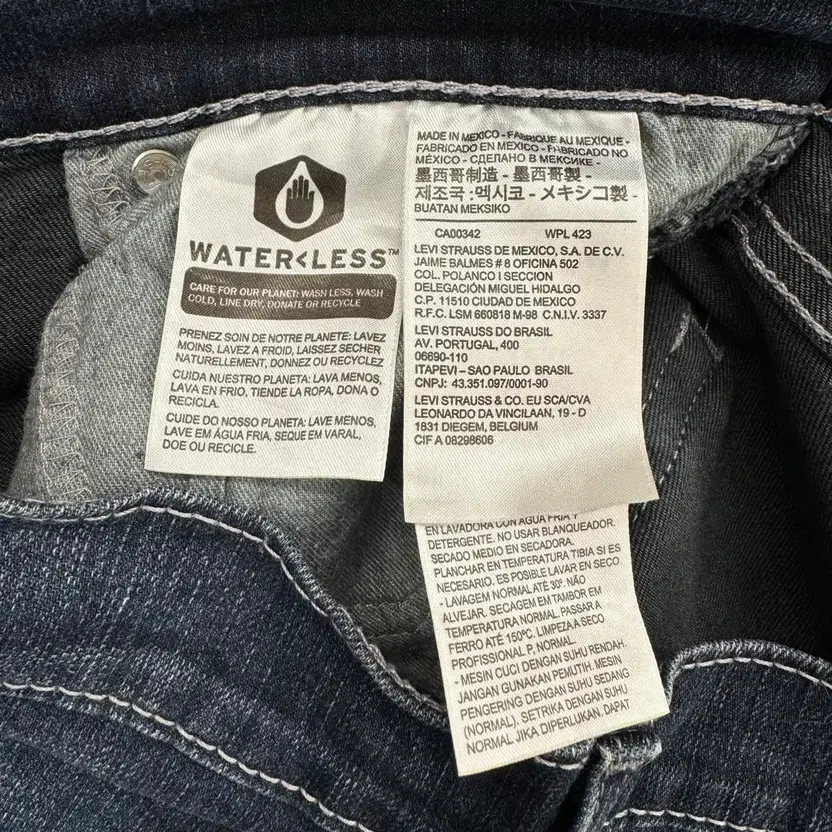 WATER<LESS™
CARE FOR OUR PLANET: WASH LESS, WASH
COLD, LINE DRY, DONATE OR RECYCLE
PRENEZ SOIN DE NOTRE PLANETE: LAVEZ
MOINS, LAVEZ A FROID, LAISSEZ SECHER
NATURELLEMENT, DONNEZ OU RECYCLEZ
CUIDA NUESTRO PLANETA: LAVA MENOS,
LAVA EN FRIO, TIENDE LA ROPA, DONA O
RECICLA.
CUIDE DO NOSSO PLANETA: LAVE MENOS,
LAVE EM ÁGUA FRIA, SEQUE EM VARAL,
DOE OU RECICLE.
MADE IN MEXICO - FABRIQUE AU MEXIQUE -
FABRICADO EN MÉXICO - FABRICADO NO
MÉXICO - СДЕЛАНО В МЕКСИКЕ -
墨西哥制造 - 墨西哥製 -
제조국 :멕시코 - メキシコ製 -
BUATAN MEKSIKO
CA00342 WPL 423
LEVI STRAUSS DE MEXICO, S.A. DE C.V.
JAIME BALMES # 8 OFICINA 502
COL. POLANCO I SECCION
DELEGACIÓN MIGUEL HIDALGO
C.P. 11510 CIUDAD DE MEXICO
R.F.C. LSM 660818 M-98 C.N.I.V. 3337
LEVI STRAUSS DO BRASIL
AV. PORTUGAL, 400
06690-110
ITAPEVI – SAO PAULO BRASIL
CNPJ: 43.351.097/0001-90
LEVI STRAUSS & CO. EU SCA/CVA
LEONARDO DA VINCILAAN, 19 - D
1831 DIEGEM, BELGIUM
CIF A 08298606
EN LAVADORA CON AGUA FRIA Y
DETERGENTE. NO USAR BLANQUEADOR.
SECADO MEDIO EN SECADORA.
PLANCHAR EN TEMPERATURA TIBIA SI ES
NECESARIO. ES POSIBLE LAVAR EN SECO.
- LAVAGEM NORMAL ATÉ 30º. NÃO
ALVEJAR. SECAGEM EM TAMBOR EM
TEMPERATURA NORMAL. PASSAR A
FERRO ATÉ 150ºC. LIMPEZA A SECO
PROFISSIONAL P, NORMAL.
- MESIN CUCI DENGAN SUHU RENDAH.
JANGAN GUNAKAN PEMUTIH. MESIN
PENGERING DENGAN SUHU SEDANG
(NORMAL). SETRIKA DENGAN SUHU
NORMAL JIKA DIPERLUKAN. DAPAT